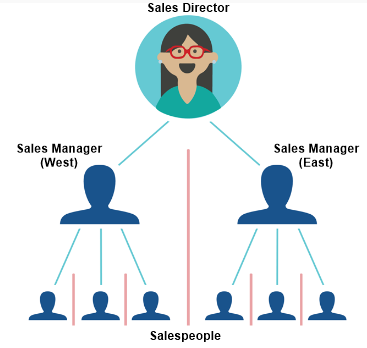 Sales Director
Sales Manager
(West)
Sales Manager
(East)
Salespeople